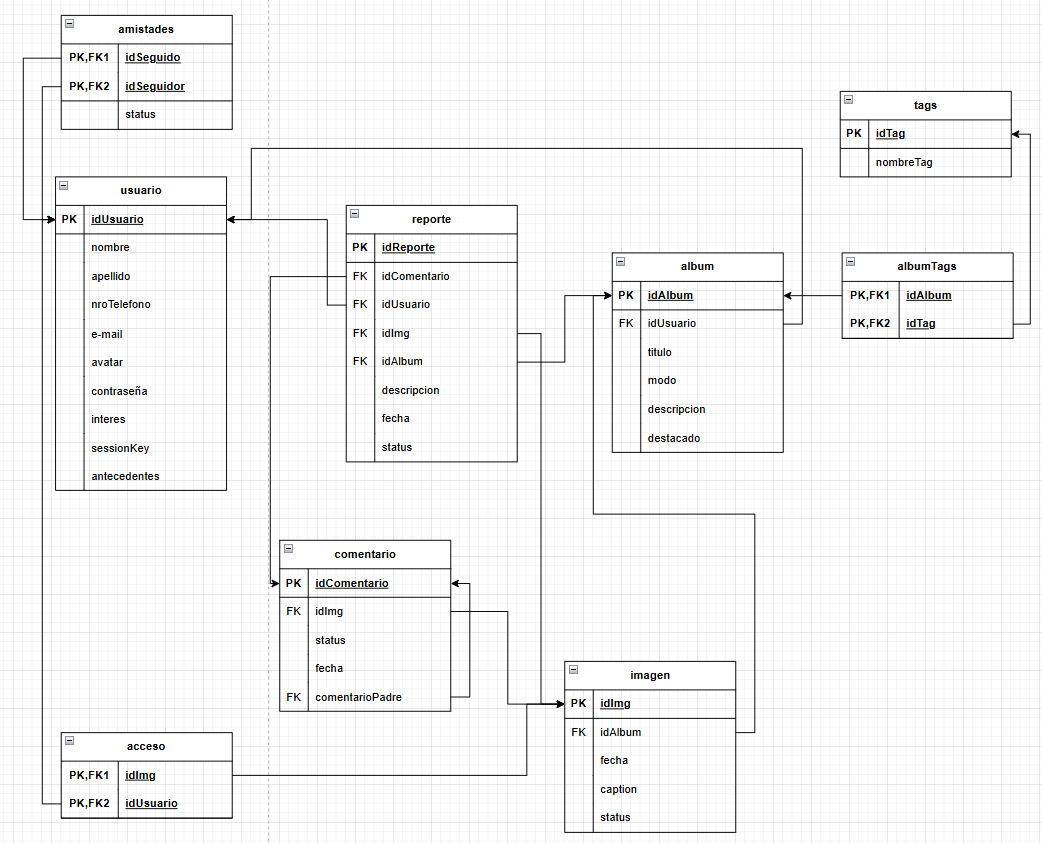 amistades
PK,FK1 idSeguido
PK,FK2 idSeguidor
status
tags
PK idTag
nombreTag
usuario
PK idUsuario
nombre
apellido
nroTelefono
e-mail
avatar
contraseña
interes
sessionKey
antecedentes
reporte
PK idReporte
FK idComentario
FK idUsuario
FK idImg
FK idAlbum
descripcion
fecha
status
album
PK idAlbum
FK idUsuario
titulo
modo
descripcion
destacado
albumTags
PK,FK1 idAlbum
PK,FK2 idTag
comentario
PK idComentario
FK idImg
status
fecha
FK comentarioPadre
imagen
PK idImg
FK idAlbum
fecha
caption
status
acceso
PK,FK1 idImg
PK,FK2 idUsuario